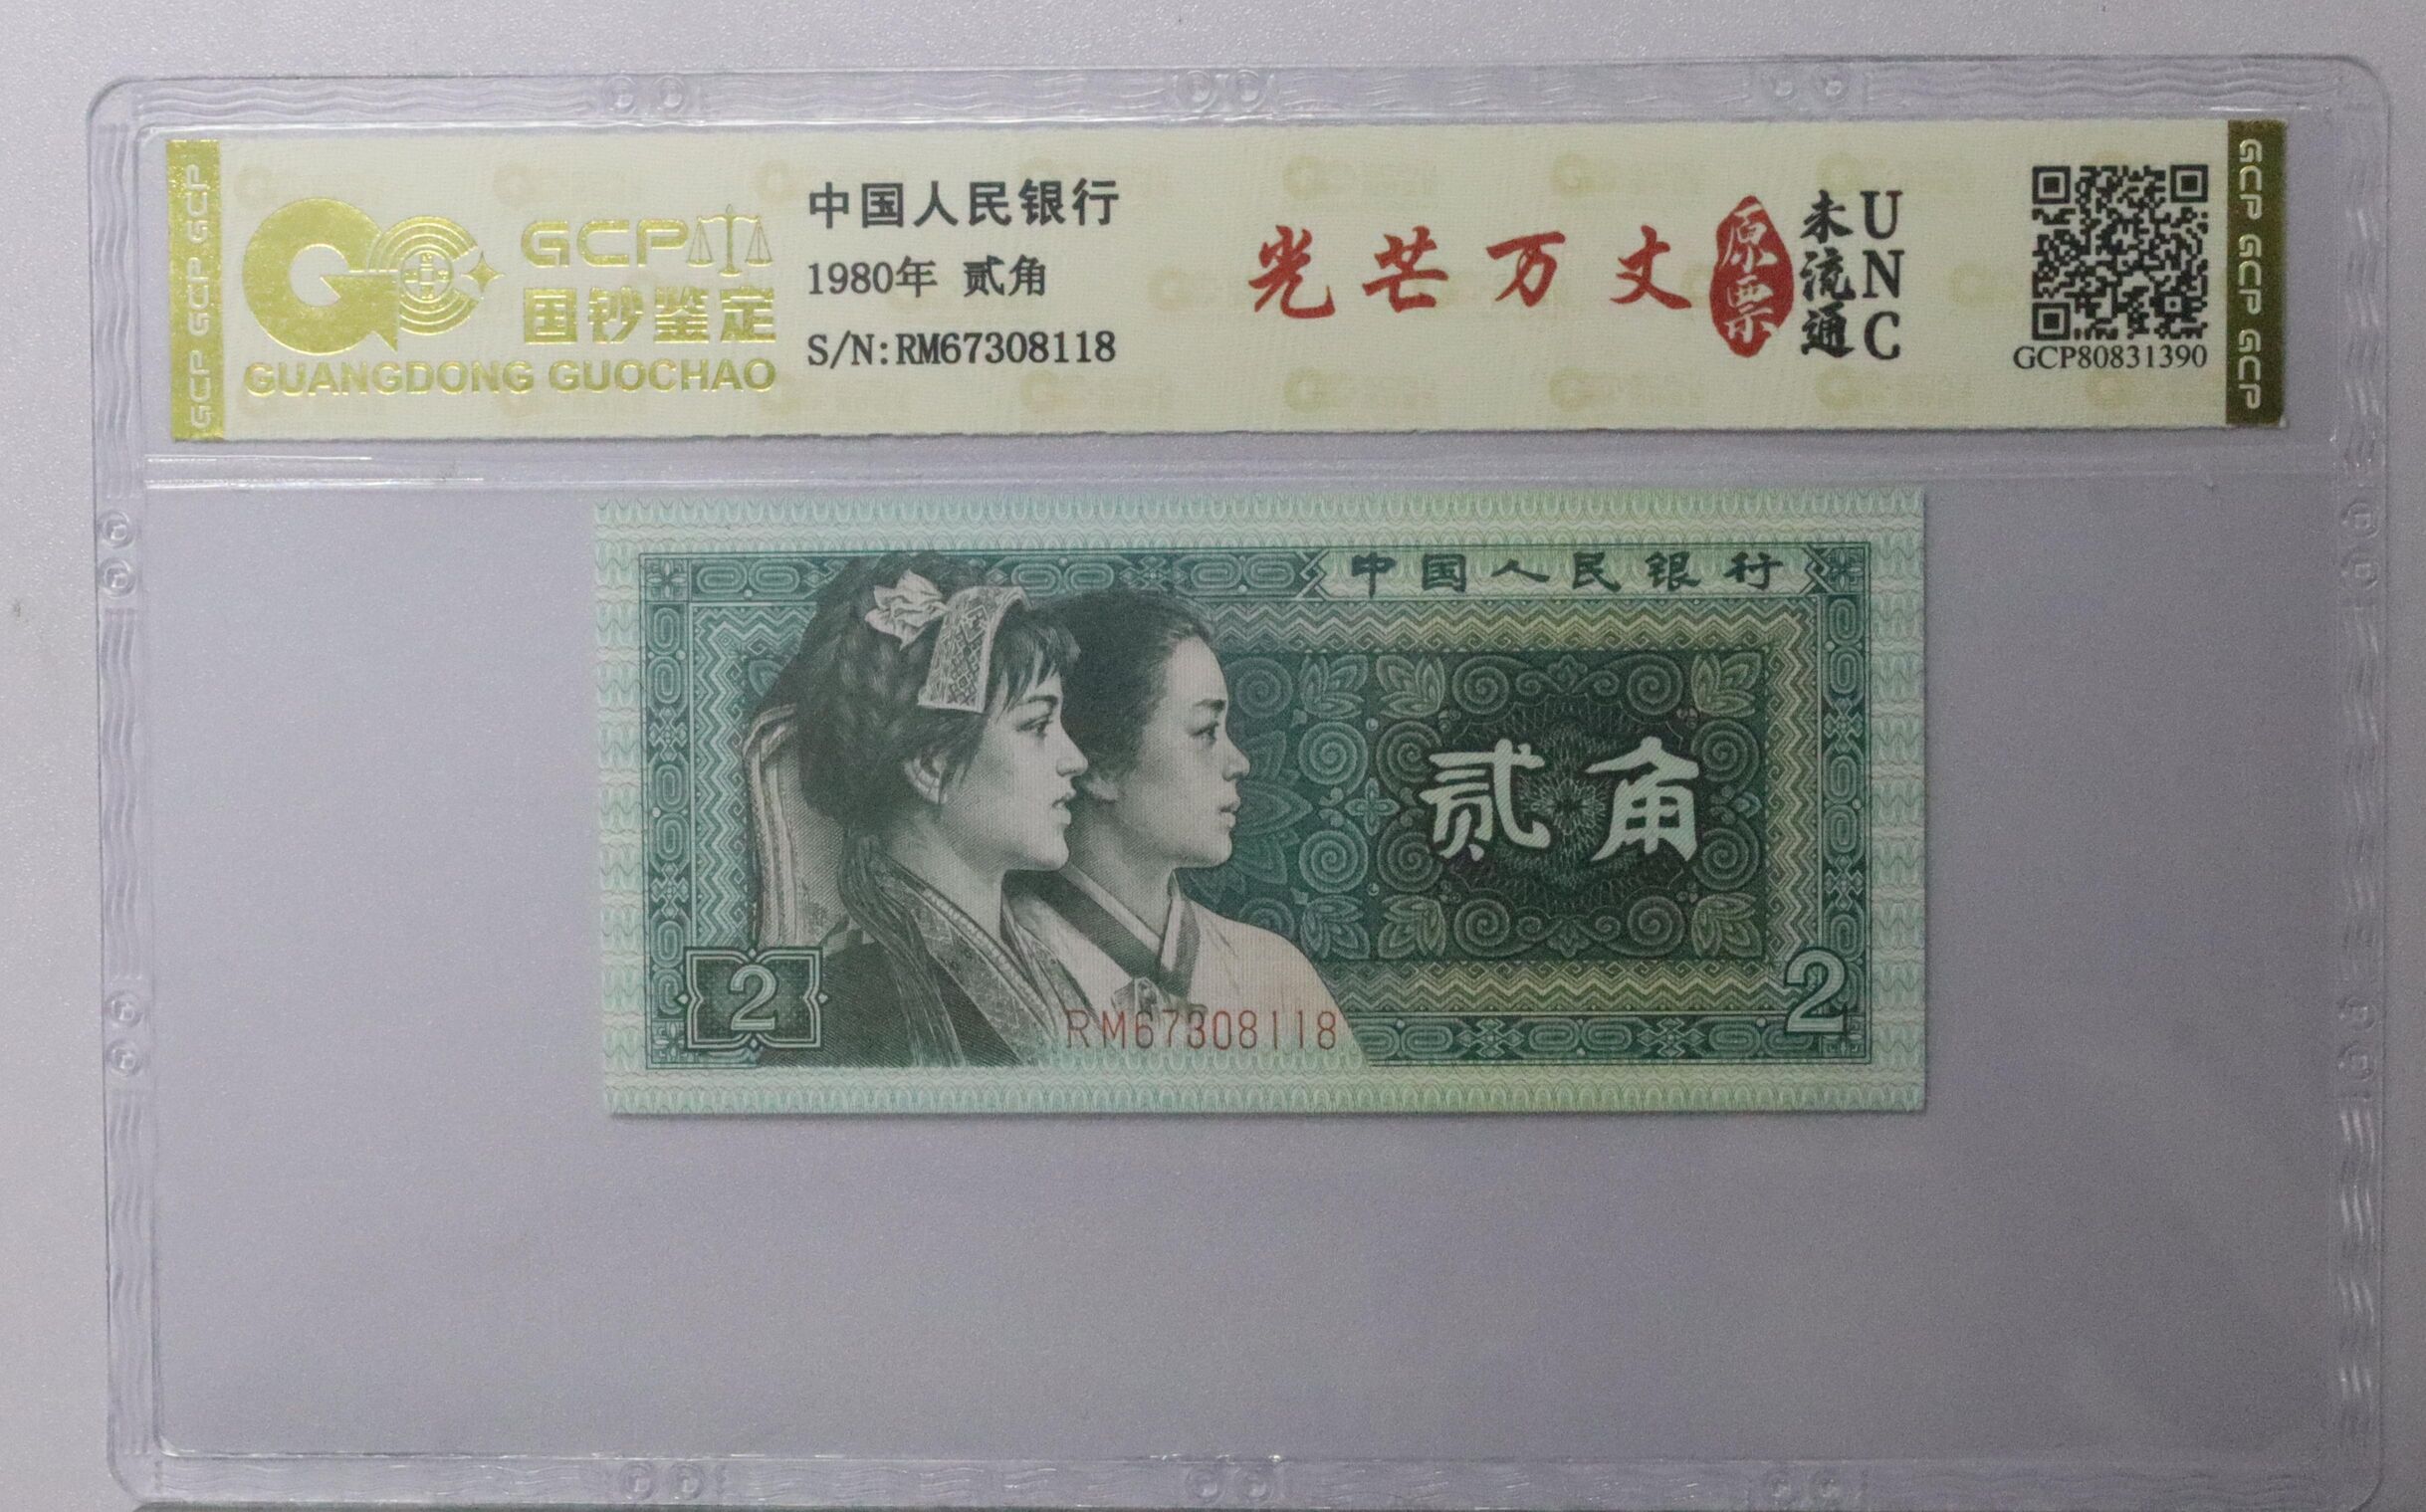 GCP GCP GCP
GCP
国钞鉴定
GUANGDONG GUOCHAO
中国人民银行
1980年 贰角
S/N:RM67308118
光芒万丈
原票
未流通
UNC
GCP80831390
GCP GCP GCP
中国人民银行
贰角
2
2
RM67308118